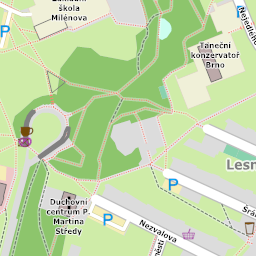 škola
Milénova
Taneční
konzervatoř
Brno
P
Lesn
P
Duchovní
centrum P.
Martina
Středy
P
Nezvalova